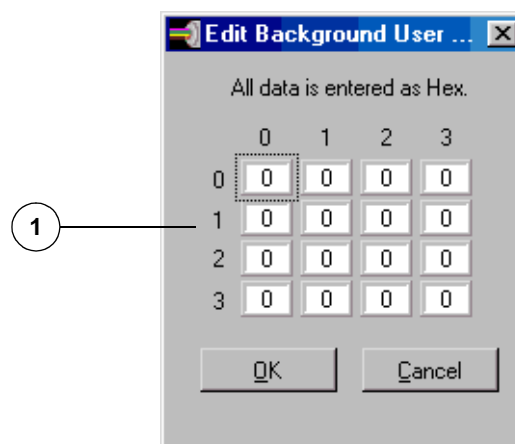 Edit Background User ...
All data is entered as Hex.
0 1 2 3
0 0 0 0 0
1 0 0 0 0
2 0 0 0 0
3 0 0 0 0
1
OK Cancel